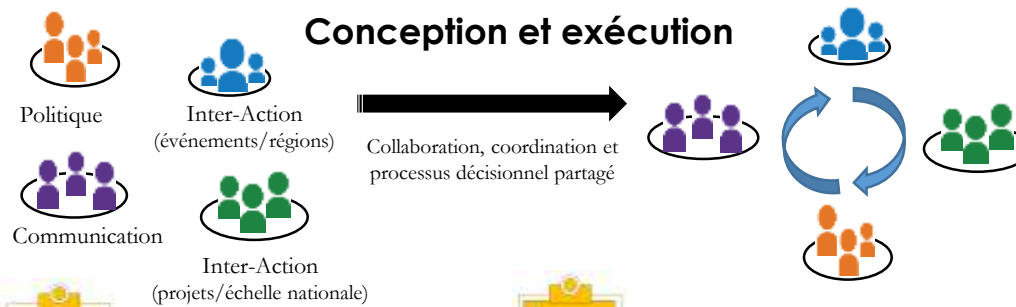 Conception et exécution
Politique
Inter-Action
(événements/régions)
Collaboration, coordination et
processus décisionnel partagé
Communication
Inter-Action
(projets/échelle nationale)